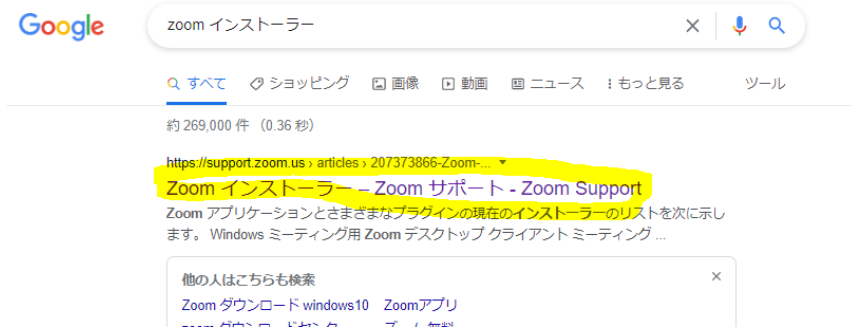 Google
zoom インストーラー
すべて ショッピング 画像 動画 ニュース もっと見る ツール
約 269,000 件 （0.36 秒）
https://support.zoom.us › articles › 207373866-Zoom-...
Zoom インストーラー – Zoom サポート - Zoom Support
Zoom アプリケーションとさまざまなプラグインの現在のインストーラーのリストを次に示し
ます。 Windows ミーティング用 Zoom デスクトップ クライアント ミーティング ...
他の人はこちらも検索
Zoom ダウンロード windows10 Zoomアプリ